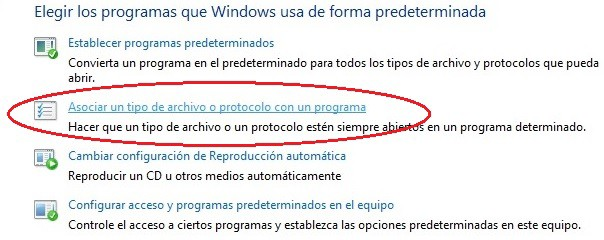 Elegir los programas que Windows usa de forma predeterminada
Establecer programas predeterminados
Convierta un programa en el predeterminado para todos los tipos de archivo y protocolos que pueda
abrir.
Asociar un tipo de archivo o protocolo con un programa
Hacer que un tipo de archivo o un protocolo estén siempre abiertos en un programa determinado.
Cambiar configuración de Reproducción automática
Reproducir un CD u otros medios automáticamente
Configurar acceso y programas predeterminados en el equipo
Controle el acceso a ciertos programas y establezca las opciones predeterminadas en este equipo.